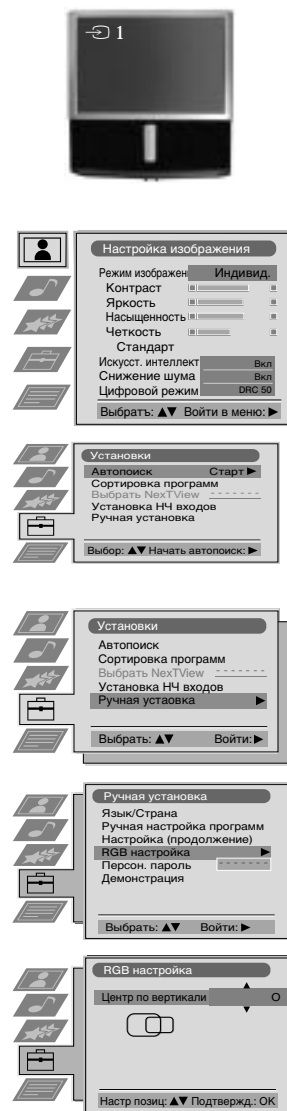 1
Настройка изображения
Режим изображен Индивид.
Контраст
Яркость
Насыщенность
Четкость
Стандарт
Искусст. интеллект Вкл
Снижение шума Вкл
Цифровой режим DRC 50
Выбрать: ▲▼ Войти в меню: ▶
Установки
Автопоиск Старт ▶
Сортировка программ
Выбрать NexTView - - - - - - -
Установка НЧ входов
Ручная установка
Выбор: ▲▼ Начать автопоиск: ▶
Установки
Автопоиск
Сортировка программ
Выбрать NexTView - - - - - - -
Установка НЧ входов
Ручная устаовка ▶
Выбрать: ▲▼ Войти: ▶
Ручная установка
Язык/Страна
Ручная настройка программ
Настройка (продолжение)
RGB настройка ▶
Персон. пароль - - - - - - -
Демонстрация
Выбрать: ▲▼ Войти: ▶
RGB настройка
Центр по вертикали О
Настр позиц: ▲▼ Подтвержд.: OK